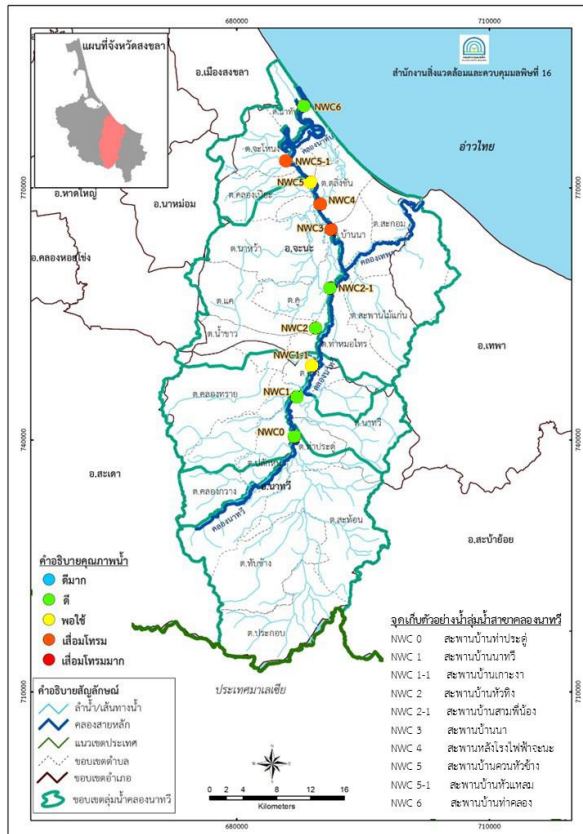 680000 710000
แผนที่จังหวัดสงขลา
อ.เมืองสงขลา
สำนักงานสิ่งแวดล้อมและควบคุมมลพิษที่ 16
NWC6
คลองนาทับ
ต.จะโหนง
อ่าวไทย
NWC5-1
770000 770000
อ.หาดใหญ่
NWC5
ต.ตลิ่งชัน
ต.คลองเปียะ
อ.นาหม่อม
NWC4
ต.สะกอม
NWC3
ต.บ้านนา
ต.นาหว้า
อ.จะนะ
อ.คลองหอยโข่ง
NWC2-1
ต.แค
ต.คู
ต.สะพานไม้แก่น
NWC2
ต.น้ำขาว
ต.ท่าหมอไทร
อ.เทพา
NWC1-1
ต.คลองทราย
NWC1
ต.นาทวี
740000 740000
NWC0
ต.ท่าประดู่
อ.สะเดา
ต.คลองกวาง
อ.นาทวี
คลองนาทวี
ต.สะท้อน
อ.สะบ้าย้อย
ต.ทับช้าง
คำอธิบายคุณภาพน้ำ
ดีมาก
ดี
พอใช้
เสื่อมโทรม
เสื่อมโทรมมาก
ต.ประกอบ
ประเทศมาเลเซีย
710000 710000
คำอธิบายสัญลักษณ์
ลำน้ำ/เส้นทางน้ำ
คลองสายหลัก
แนวเขตประเทศ
ขอบเขตตำบล
ขอบเขตอำเภอ
ขอบเขตลุ่มน้ำคลองนาทวี
0 2 4 8 12 16
Kilometers
จุดเก็บตัวอย่างน้ำลุ่มน้ำสาขาคลองนาทวี
NWC 0 สะพานบ้านท่าประดู่
NWC 1 สะพานบ้านนาทวี
NWC 1-1 สะพานบ้านเกาะงา
NWC 2 สะพานบ้านหัวทิง
NWC 2-1 สะพานบ้านสามพี่น้อง
NWC 3 สะพานบ้านนา
NWC 4 สะพานหลังโรงไฟฟ้าจะนะ
NWC 5 สะพานบ้านควนหัวช้าง
NWC 5-1 สะพานบ้านหัวแหลม
NWC 6 สะพานบ้านท่าคลอง
680000 710000